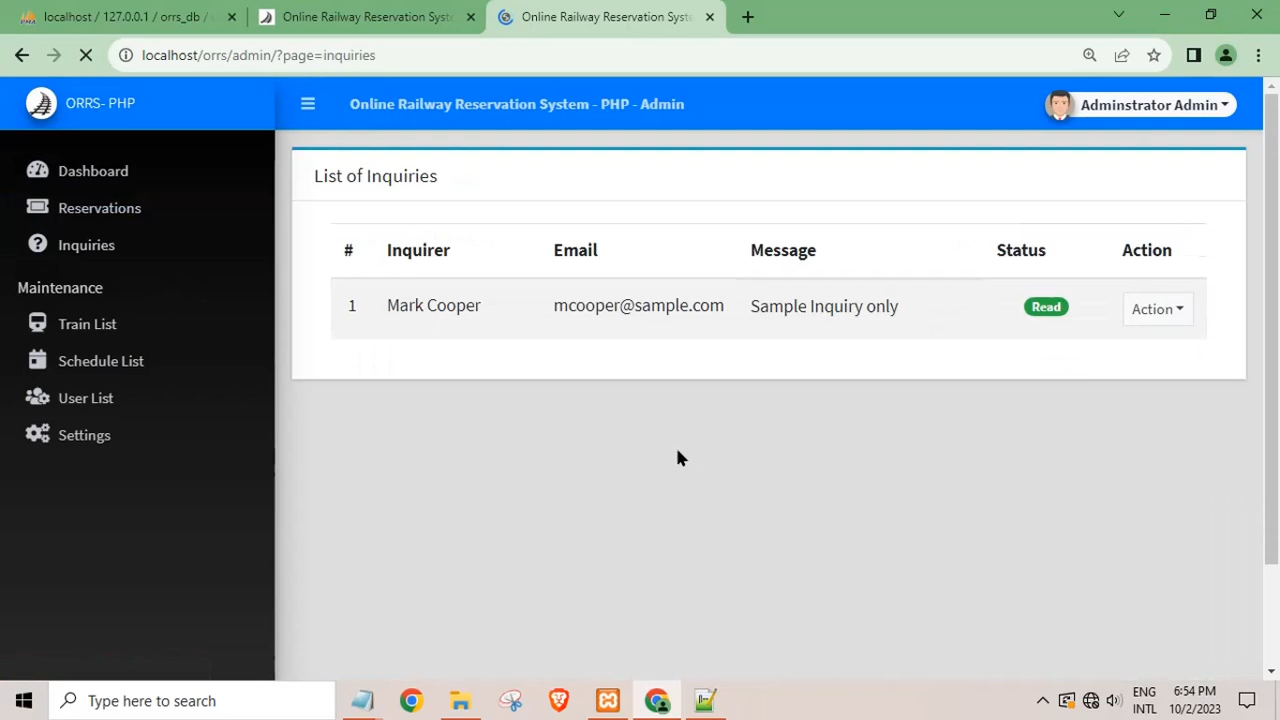 localhost / 127.0.0.1 / orrs_db /
Online Railway Reservation Syst
Online Railway Reservation Syst
localhost/orrs/admin/?page=inquiries
ORRS- PHP
Online Railway Reservation System - PHP - Admin
Adminstrator Admin
Dashboard
Reservations
Inquiries
Maintenance
Train List
Schedule List
User List
Settings
List of Inquiries
# Inquirer Email Message Status Action
1 Mark Cooper mcooper@sample.com Sample Inquiry only Read Action
Type here to search
ENG
INTL
6:54 PM
10/2/2023